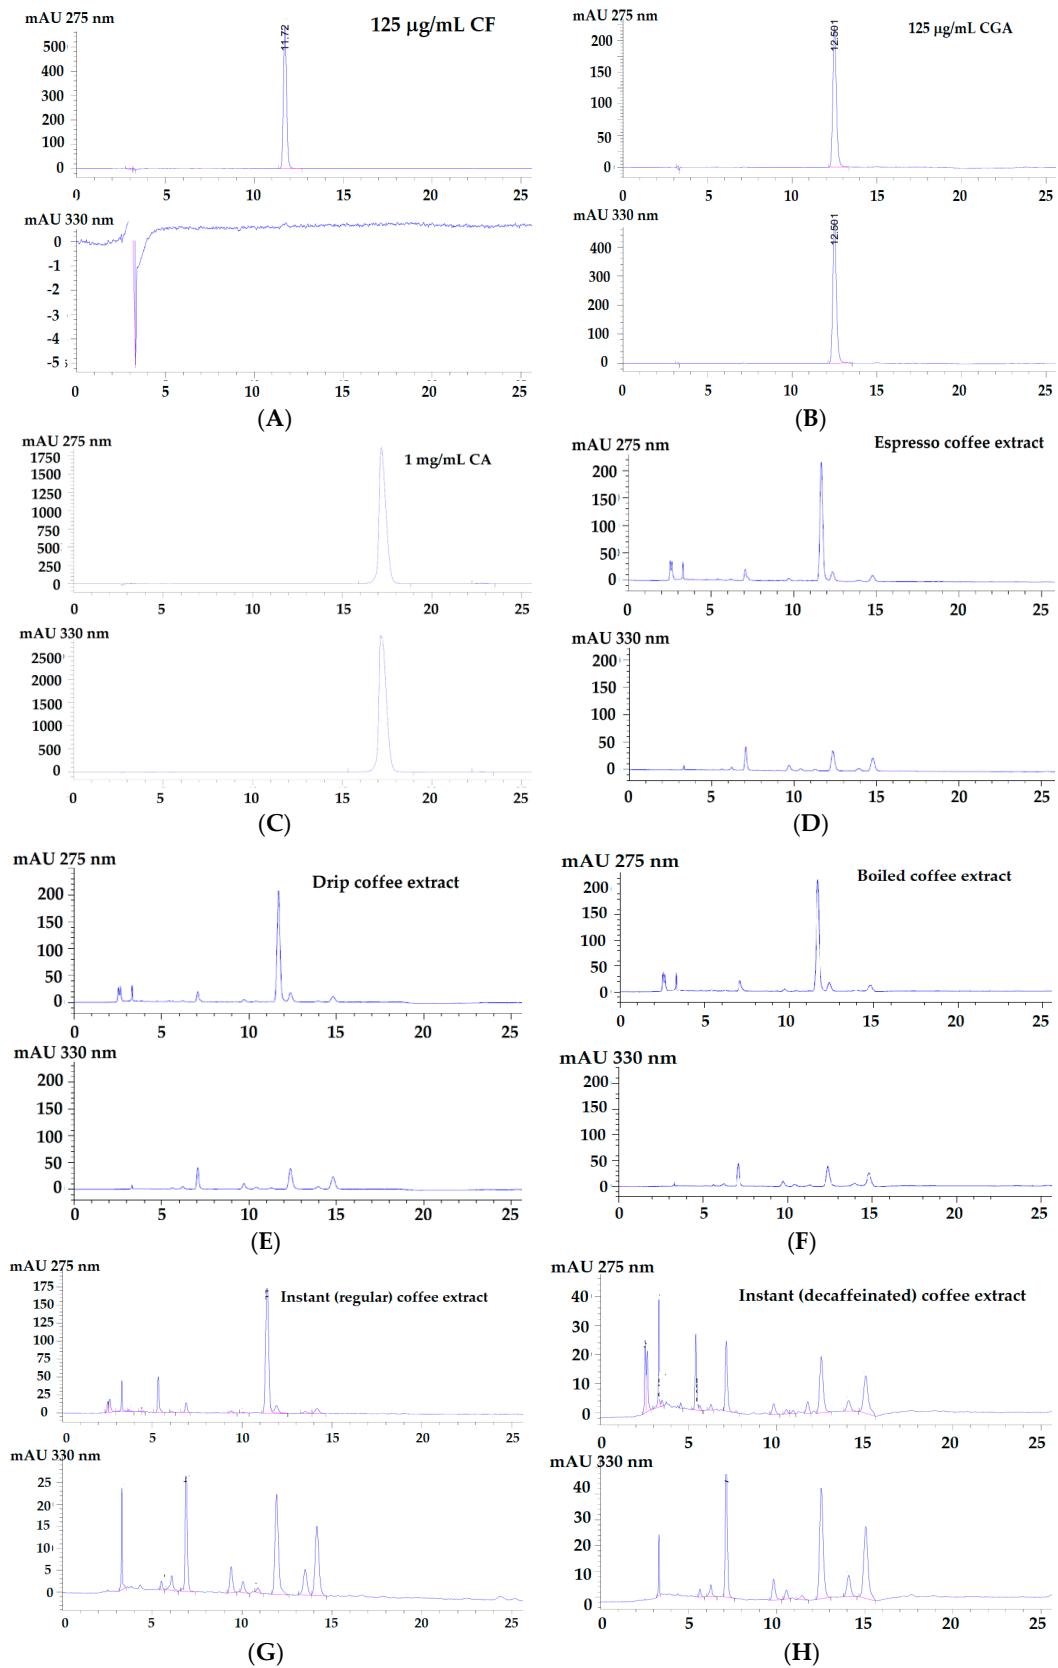 mAU 275 nm
125 µg/mL CF
11.72
500
400
300
200
100
0
5 10 15 20 25
mAU 330 nm
0
-1
-2
-3
-4
-5
5 10 15 20 25
(A)
mAU 275 nm
125 µg/mL CGA
12.501
200
150
100
50
0
0 5 10 15 20 25
mAU 330 nm
12.501
400
300
200
100
0
0 5 10 15 20 25
(B)
mAU 275 nm
1 mg/mL CA
1750
1500
1250
1000
750
500
250
0
0 5 10 15 20 25
mAU 330 nm
2500
2000
1500
1000
500
0
0 5 10 15 20 25
(C)
mAU 275 nm
Espresso coffee extract
200
150
100
50
0
0 5 10 15 20 25
mAU 330 nm
200
150
100
50
0
0 5 10 15 20 25
(D)
mAU 275 nm
Drip coffee extract
200
150
100
50
0
0 5 10 15 20 25
mAU 330 nm
200
150
100
50
0
0 5 10 15 20 25
(E)
mAU 275 nm
Boiled coffee extract
200
150
100
50
0
0 5 10 15 20 25
mAU 330 nm
200
150
100
50
0
0 5 10 15 20 25
(F)
mAU 275 nm
Instant (regular) coffee extract
175
150
125
100
75
50
25
0
0 5 10 15 20 25
mAU 330 nm
25
20
15
10
5
0
0 5 10 15 20 25
(G)
mAU 275 nm
Instant (decaffeinated) coffee extract
40
30
20
10
0
0 5 10 15 20 25
mAU 330 nm
40
30
20
10
0
0 5 10 15 20 25
(H)